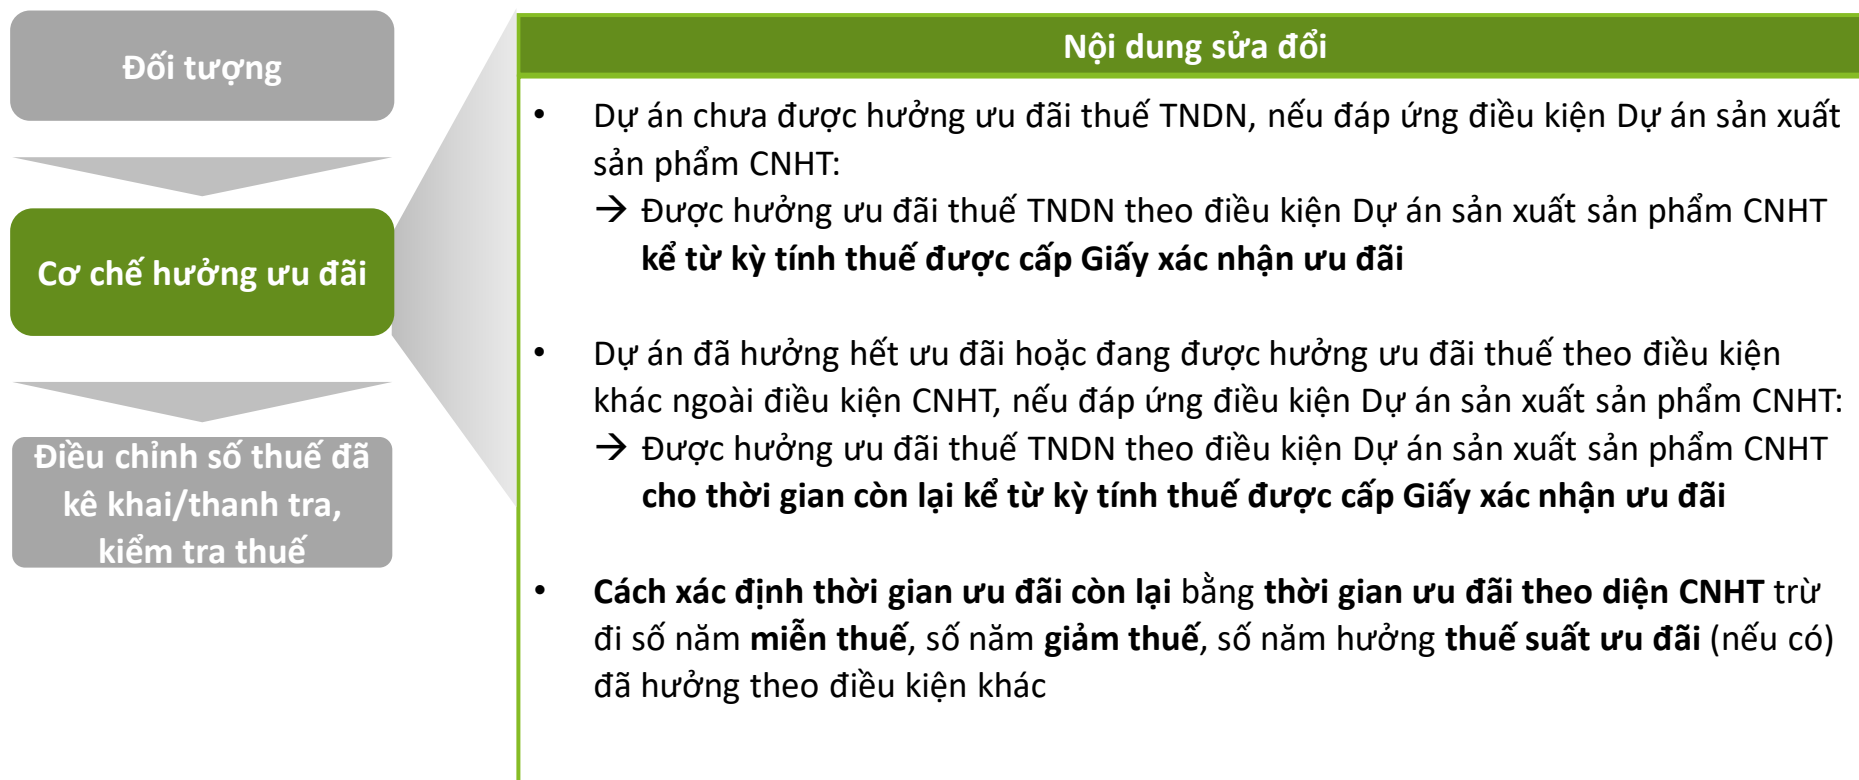 Đối tượng
Cơ chế hưởng ưu đãi
Điều chỉnh số thuế đã
kê khai/thanh tra,
kiểm tra thuế
Nội dung sửa đổi
• Dự án chưa được hưởng ưu đãi thuế TNDN, nếu đáp ứng điều kiện Dự án sản xuất
sản phẩm CNHT:
→ Được hưởng ưu đãi thuế TNDN theo điều kiện Dự án sản xuất sản phẩm CNHT
kể từ kỳ tính thuế được cấp Giấy xác nhận ưu đãi
• Dự án đã hưởng hết ưu đãi hoặc đang được hưởng ưu đãi thuế theo điều kiện
khác ngoài điều kiện CNHT, nếu đáp ứng điều kiện Dự án sản xuất sản phẩm CNHT:
→ Được hưởng ưu đãi thuế TNDN theo điều kiện Dự án sản xuất sản phẩm CNHT
cho thời gian còn lại kể từ kỳ tính thuế được cấp Giấy xác nhận ưu đãi
• Cách xác định thời gian ưu đãi còn lại bằng thời gian ưu đãi theo diện CNHT trừ
đi số năm miễn thuế, số năm giảm thuế, số năm hưởng thuế suất ưu đãi (nếu có)
đã hưởng theo điều kiện khác